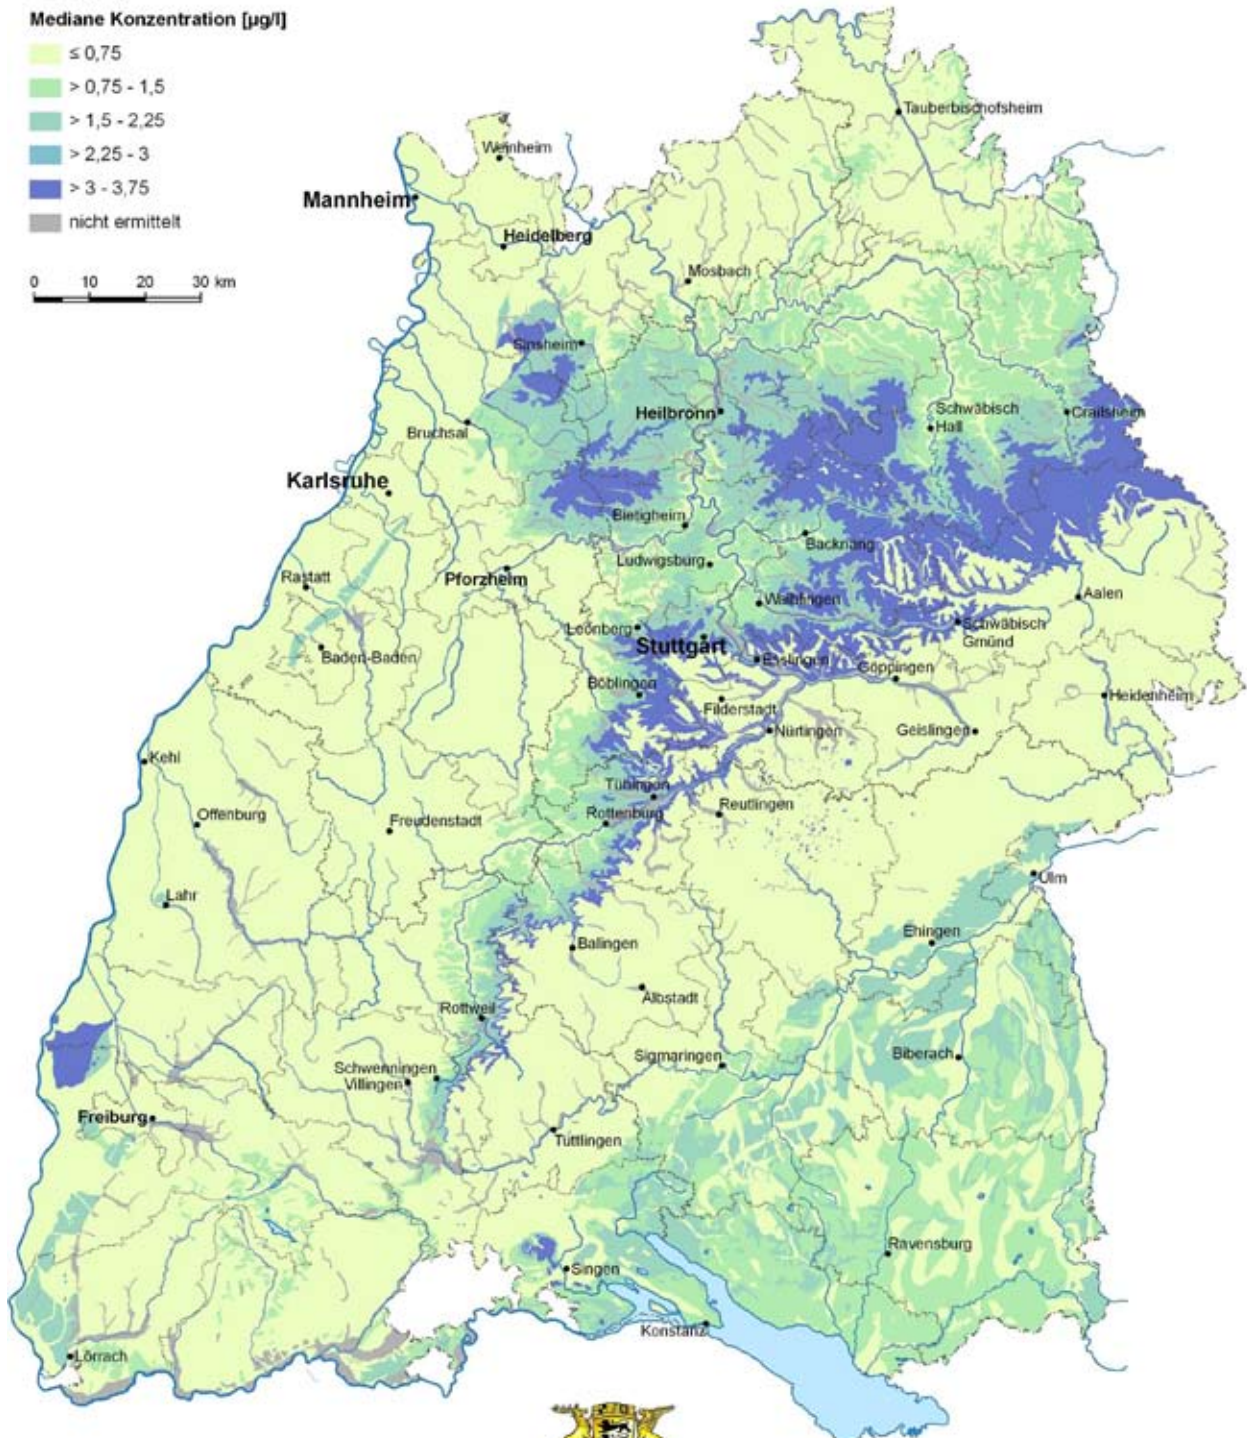 Mediane Konzentration [µg/l]
≤ 0,75
> 0,75 - 1,5
> 1,5 - 2,25
> 2,25 - 3
> 3 - 3,75
nicht ermittelt
0 10 20 30 km
Tauberbischofsheim
Weinheim
Mannheim
Heidelberg
Mosbach
Sinsheim
Heilbronn
Schwäbisch
Hall
Crailsheim
Bruchsal
Karlsruhe
Bietigheim
Backnang
Ludwigsburg
Pforzheim
Rastatt
Waiblingen
Aalen
Leonberg
Schwäbisch
Gmünd
Stuttgart
Baden-Baden
Esslingen
Göppingen
Böblingen
Heidenheim
Filderstadt
Nürtingen
Geislingen
Kehl
Tübingen
Reutlingen
Offenburg
Freudenstadt
Rottenburg
Ulm
Lahr
Ehingen
Balingen
Albstadt
Rottweil
Sigmaringen
Biberach
Schwenningen
Villingen
Freiburg
Tuttlingen
Ravensburg
Singen
Konstanz
Lörrach